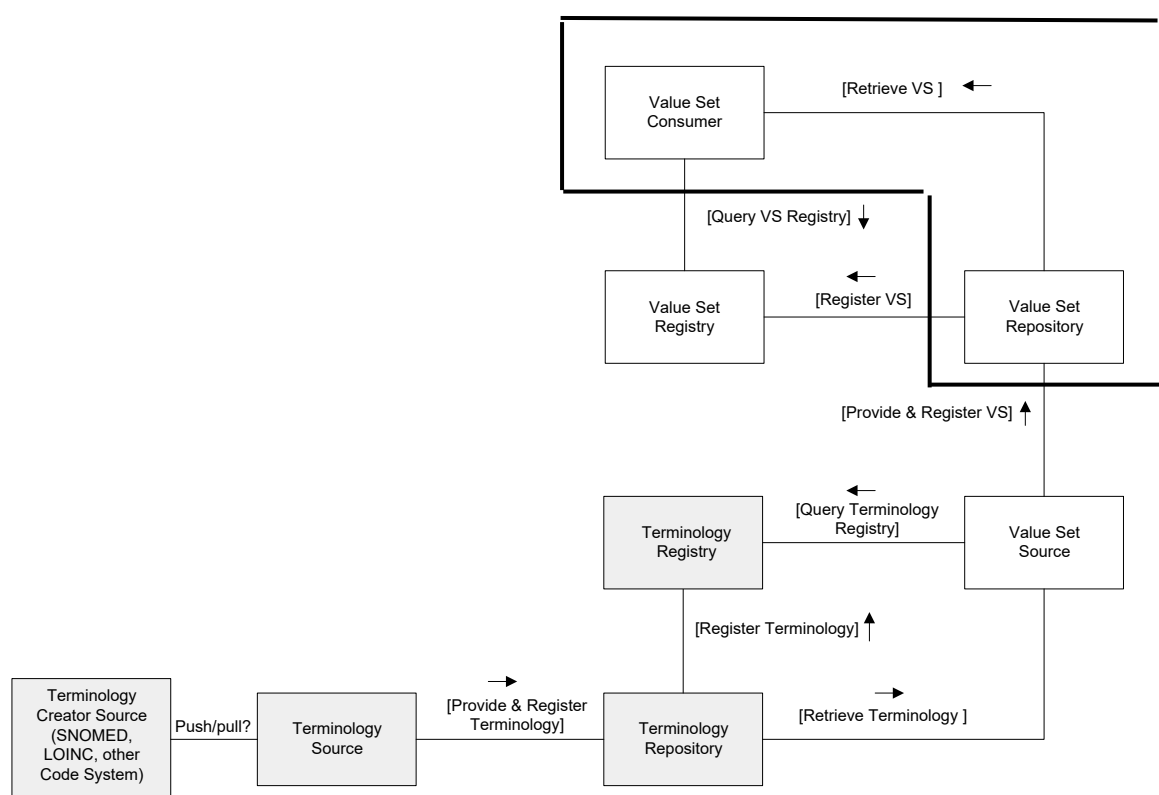 [Retrieve VS ]
Value Set
Consumer
[Query VS Registry]
Value Set
Registry
[Register VS]
Value Set
Repository
[Provide & Register VS]
Terminology
Registry
[Query Terminology
Registry]
Value Set
Source
[Register Terminology]
Terminology
Creator Source
(SNOMED,
LOINC, other
Code System)
Push/pull?
Terminology
Source
[Provide & Register
Terminology]
Terminology
Repository
[Retrieve Terminology ]